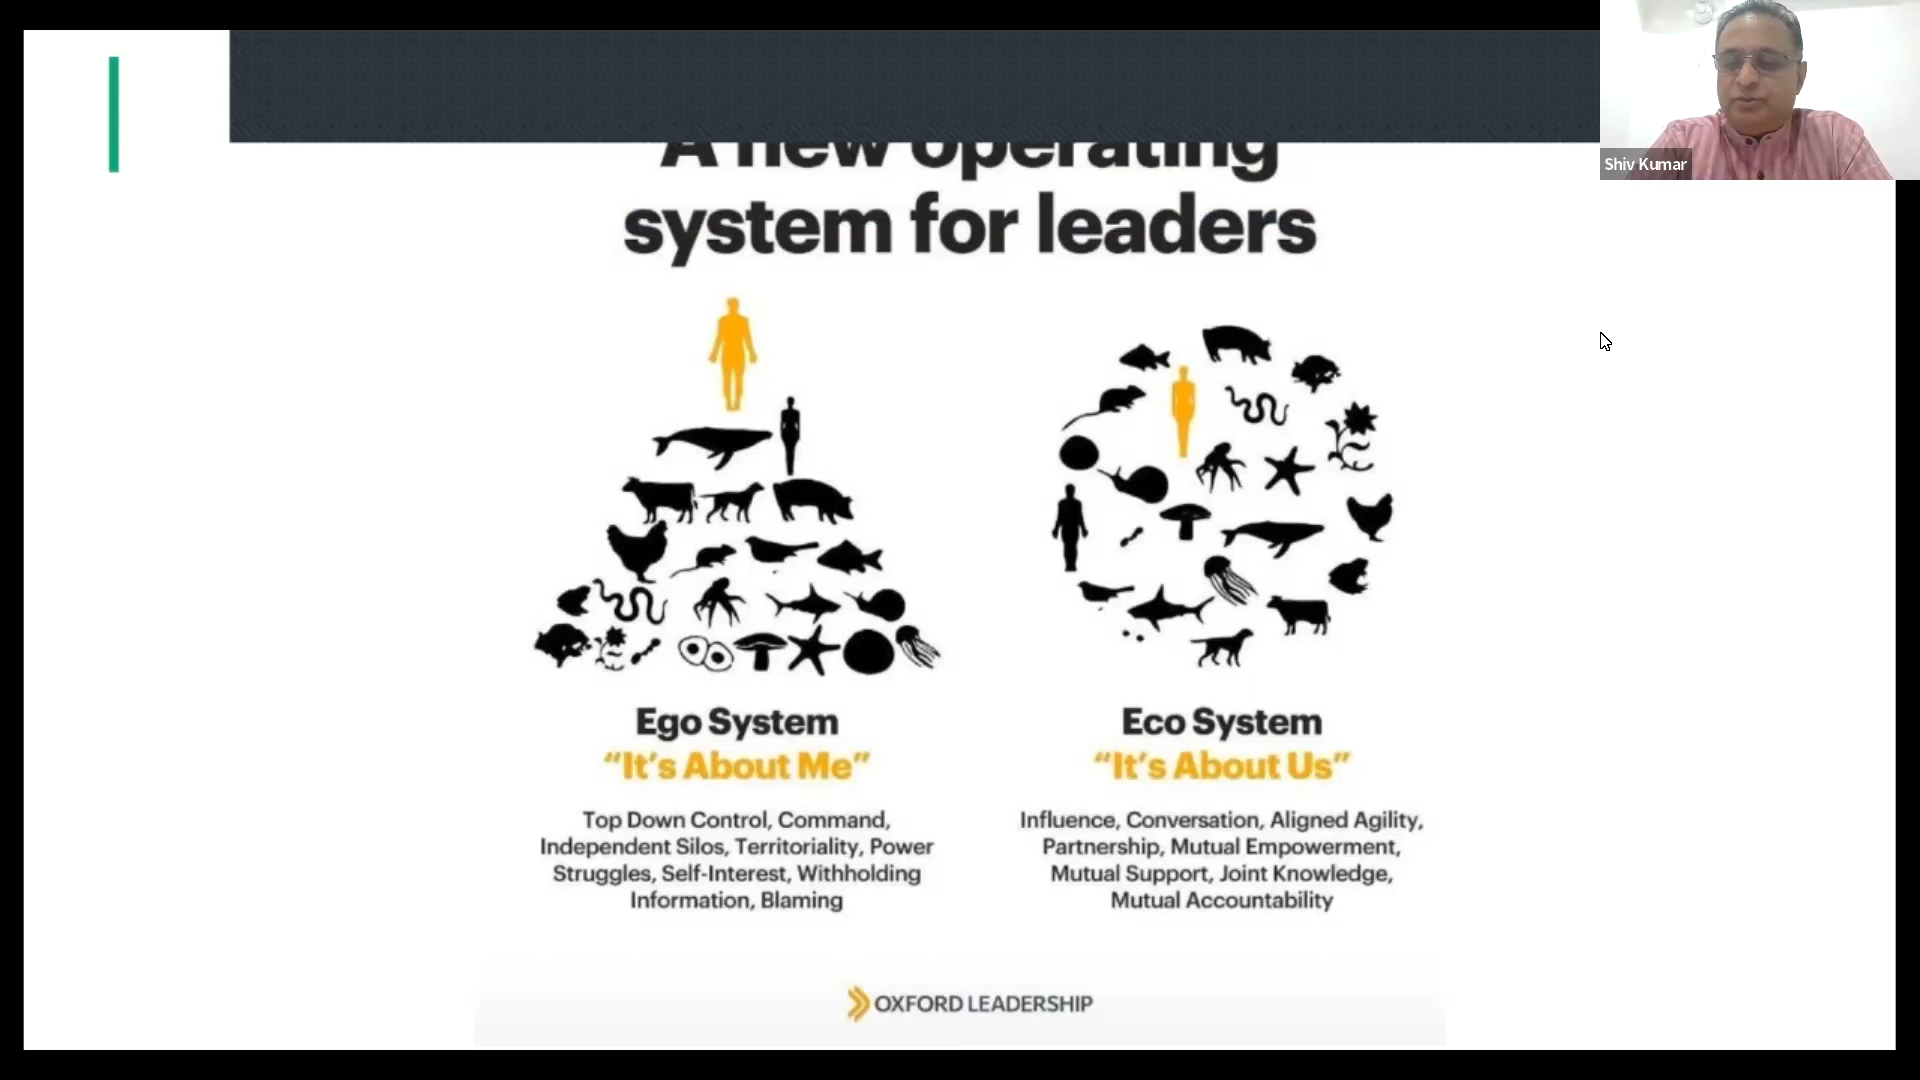 Shiv Kumar
A new operating
system for leaders
Ego System
“It’s About Me”
Top Down Control, Command,
Independent Silos, Territoriality, Power
Struggles, Self-Interest, Withholding
Information, Blaming
Eco System
“It’s About Us”
Influence, Conversation, Aligned Agility,
Partnership, Mutual Empowerment,
Mutual Support, Joint Knowledge,
Mutual Accountability
OXFORD LEADERSHIP